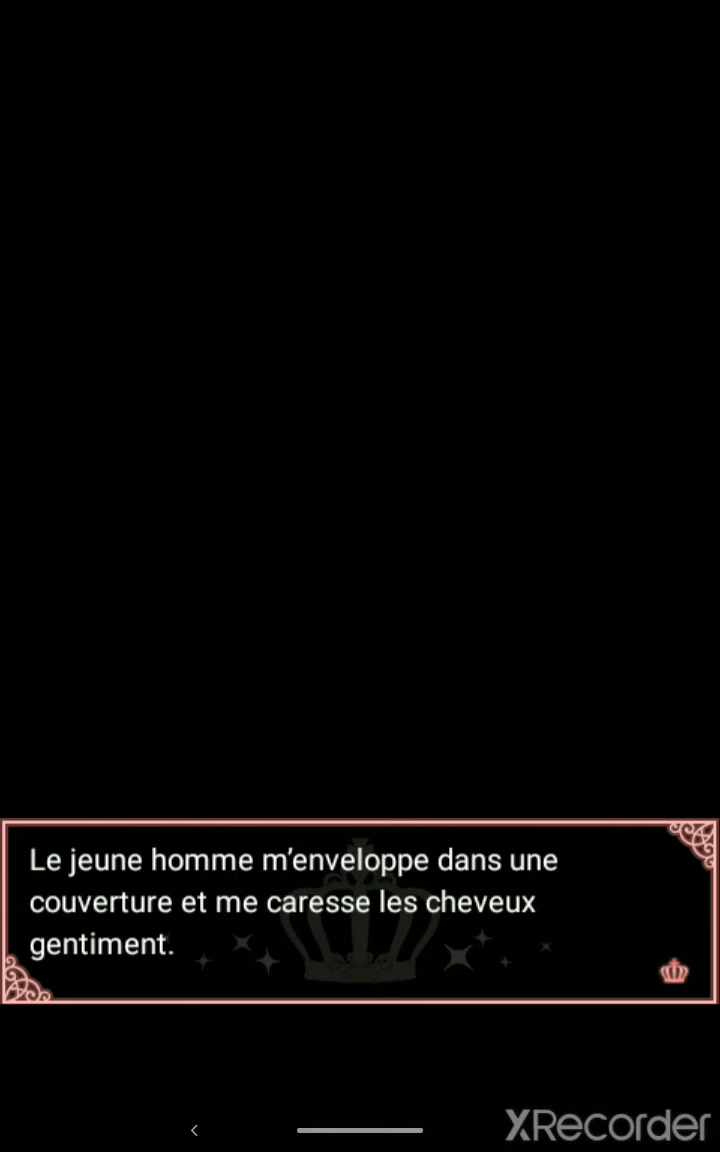 Le jeune homme m’enveloppe dans une
couverture et me caresse les cheveux
gentiment.
XRecorder